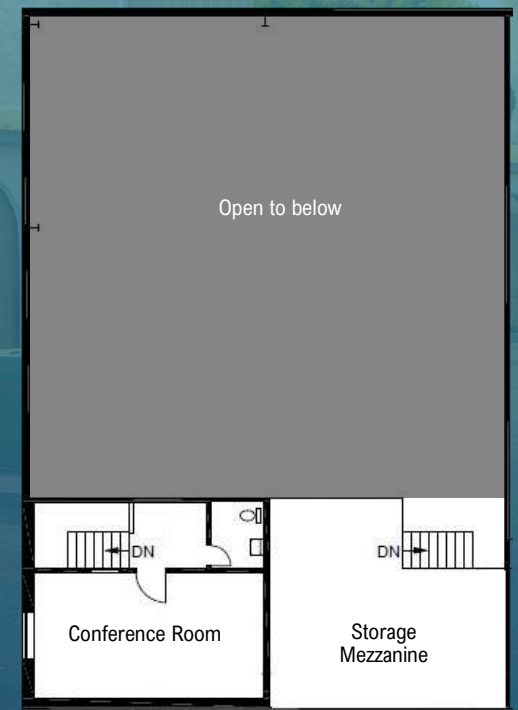 Open to below
DN
DN
Conference Room
Storage
Mezzanine